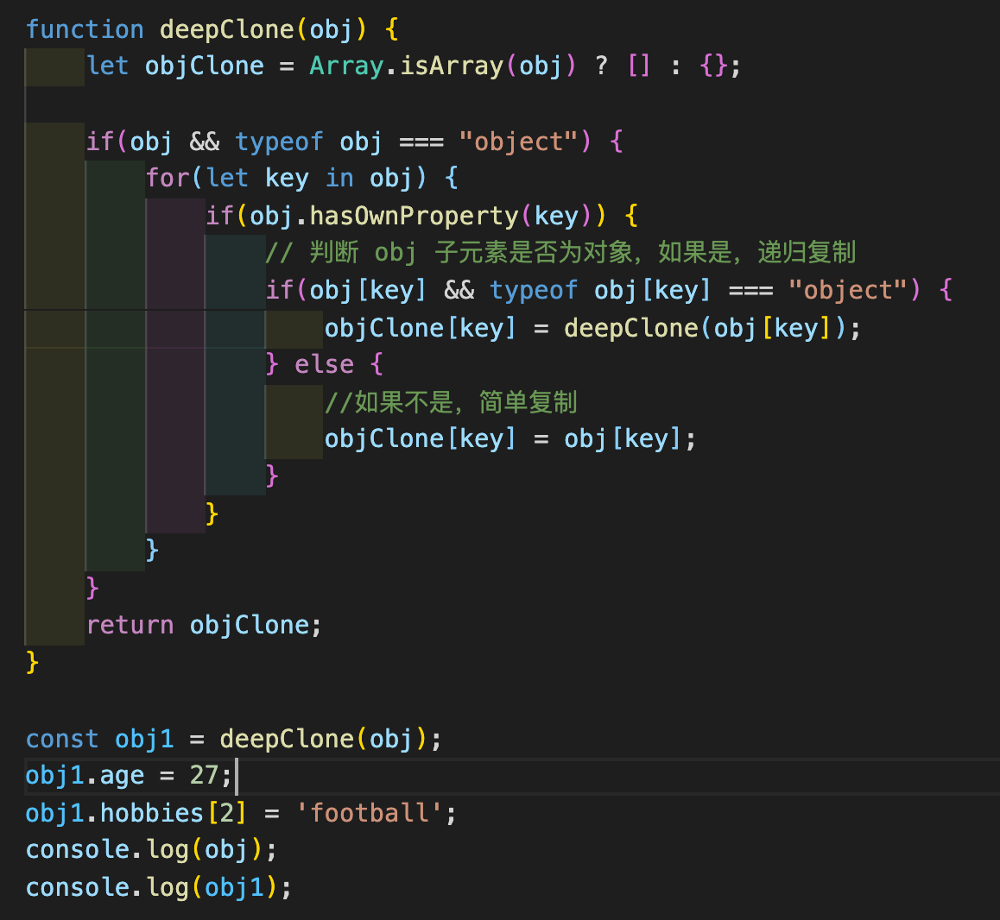 function deepClone(obj) {
    let objClone = Array.isArray(obj) ? [] : {};

    if(obj && typeof obj === "object") {
        for(let key in obj) {
            if(obj.hasOwnProperty(key)) {
                // 判断 obj 子元素是否为对象，如果是，递归复制
                if(obj[key] && typeof obj[key] === "object") {
                    objClone[key] = deepClone(obj[key]);
                } else {
                    //如果不是，简单复制
                    objClone[key] = obj[key];
                }
            }
        }
    }
    return objClone;
}

const obj1 = deepClone(obj);
obj1.age = 27;
obj1.hobbies[2] = 'football';
console.log(obj);
console.log(obj1);